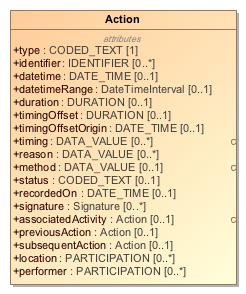 Action
attributes
+type : CODED_TEXT [1]
+identifier : IDENTIFIER [0..*]
+datetime : DATE_TIME [0..1]
+datetimeRange : DateTimeInterval [0..1]
+duration : DURATION [0..1]
+timingOffset : DURATION [0..1]
+timingOffsetOrigin : DATE_TIME [0..1]
+timing : DATA_VALUE [0..*]
+reason : DATA_VALUE [0..*]
+method : DATA_VALUE [0..1]
+status : CODED_TEXT [0..1]
+recordedOn : DATE_TIME [0..1]
+signature : Signature [0..*]
+associatedActivity : Action [0..1]
+previousAction : Action [0..1]
+subsequentAction : Action [0..1]
+location : PARTICIPATION [0..*]
+performer : PARTICIPATION [0..*]